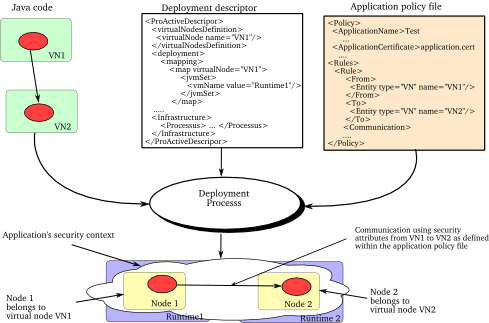 Java code
VN1
VN2
Deployment descriptor
<ProActiveDescripor>
<virtualNodesDefinition>
<virtualNode name="VN1"/>
</virtualNodesDefinition>
<deployment>
<mapping>
<map virtualNode="VN1">
<jvmSet>
<vmName value="Runtime1"/>
</jvmSet>
</map>
.....
<Infrastructure>
<Processus> ... </Processus>
</Infrastructure>
</ProActiveDescripor>
Application policy file
<Policy>
<ApplicationName>Test
...
<ApplicationCertificate>application.cert
....
<Rules>
<Rule>
<From>
<Entity type="VN" name="VN1"/>
</From>
<To>
<Entity type="VN" name="VN2"/>
</To>
<Communication>
....
</Policy>
Deployment
Processs
Application's security context
Communication using security
attributes from VN1 to VN2 as defined
within the application policy file
Node 1
Node 2
Runtime1
Runtime 2
Node 1
belongs to
virtual node VN1
Node 2
belongs to
virtual node VN2